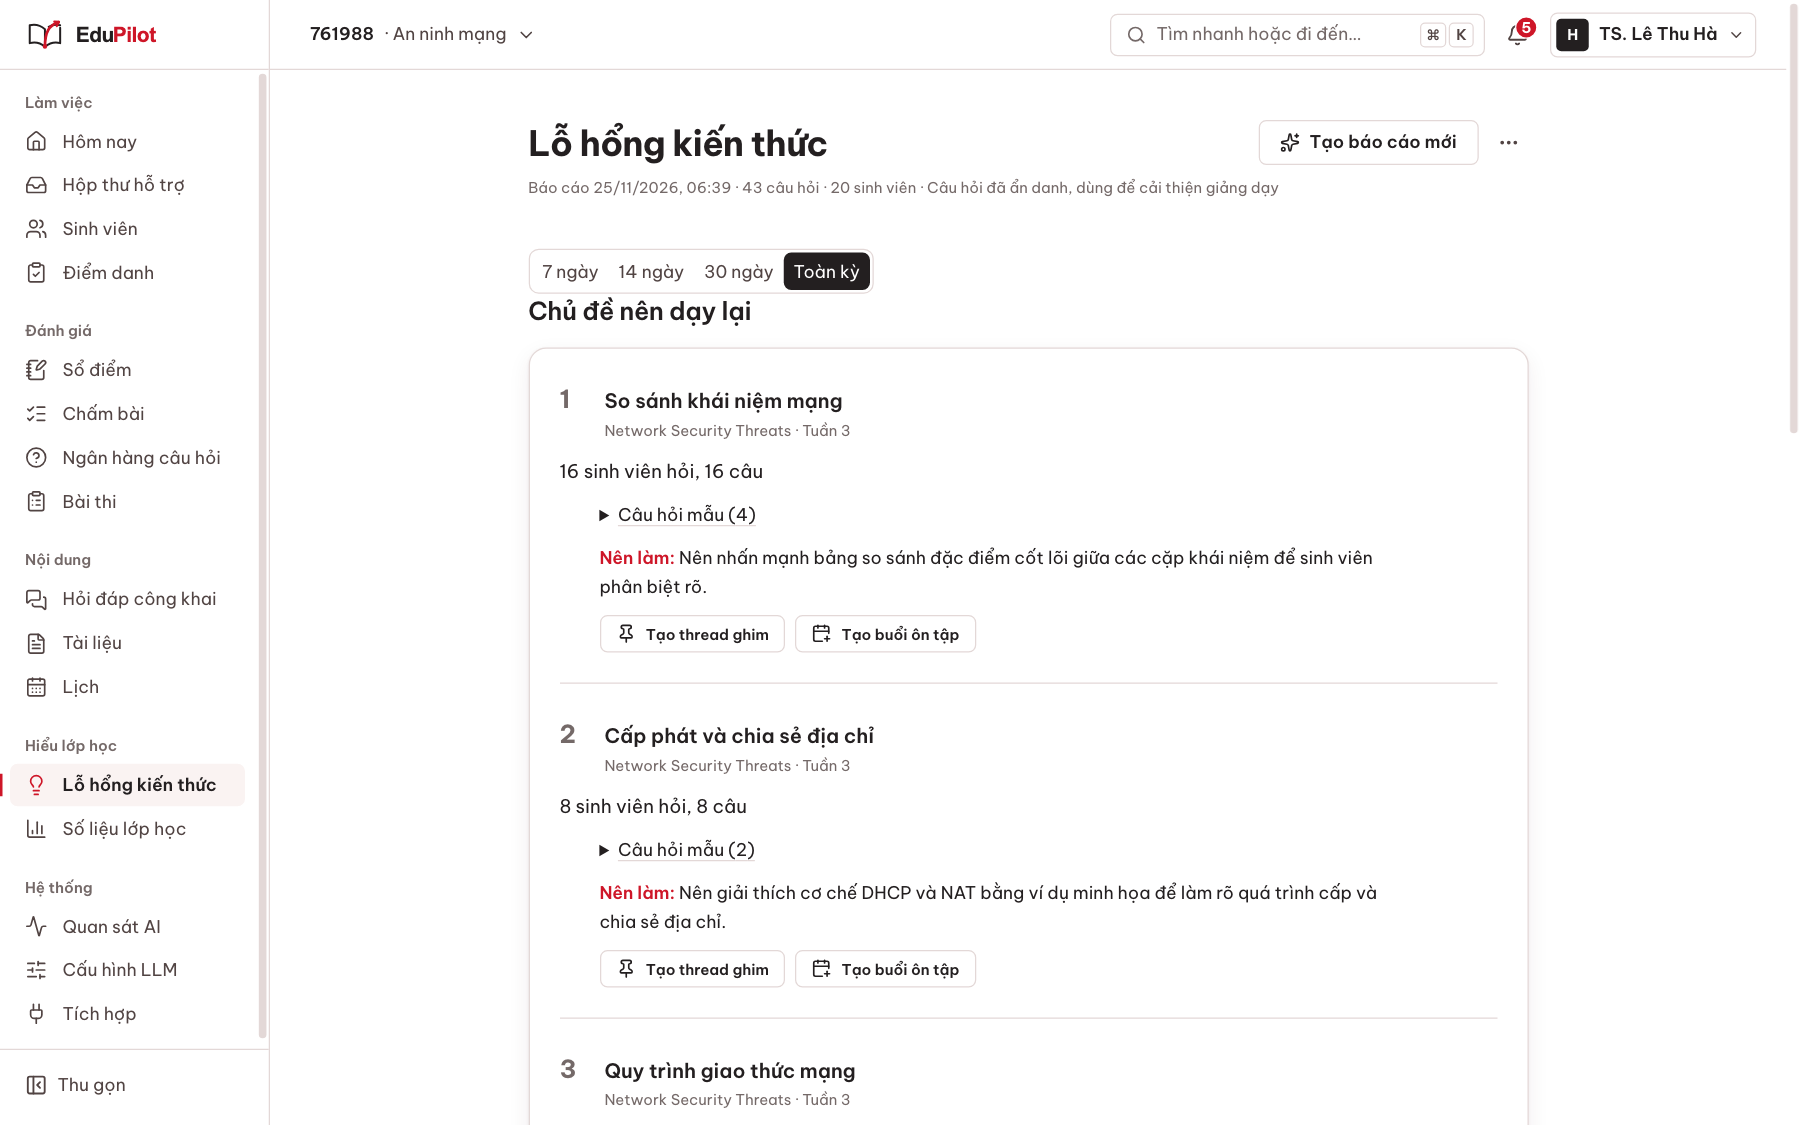 EduPilot
761988 · An ninh mạng
Tìm nhanh hoặc đi đến...
⌘ K
5
H
TS. Lê Thu Hà
Làm việc
Hôm nay
Hộp thư hỗ trợ
Sinh viên
Điểm danh
Đánh giá
Sổ điểm
Chấm bài
Ngân hàng câu hỏi
Bài thi
Nội dung
Hỏi đáp công khai
Tài liệu
Lịch
Hiểu lớp học
Lỗ hổng kiến thức
Số liệu lớp học
Hệ thống
Quan sát AI
Cấu hình LLM
Tích hợp
Thu gọn
Lỗ hổng kiến thức
Tạo báo cáo mới
Báo cáo 25/11/2026, 06:39 · 43 câu hỏi · 20 sinh viên · Câu hỏi đã ẩn danh, dùng để cải thiện giảng dạy
7 ngày 14 ngày 30 ngày Toàn kỳ
Chủ đề nên dạy lại
1 So sánh khái niệm mạng
Network Security Threats · Tuần 3
16 sinh viên hỏi, 16 câu
Câu hỏi mẫu (4)
Nên làm: Nên nhấn mạnh bảng so sánh đặc điểm cốt lõi giữa các cặp khái niệm để sinh viên
phân biệt rõ.
Tạo thread ghim Tạo buổi ôn tập
2 Cấp phát và chia sẻ địa chỉ
Network Security Threats · Tuần 3
8 sinh viên hỏi, 8 câu
Câu hỏi mẫu (2)
Nên làm: Nên giải thích cơ chế DHCP và NAT bằng ví dụ minh họa để làm rõ quá trình cấp và
chia sẻ địa chỉ.
Tạo thread ghim Tạo buổi ôn tập
3 Quy trình giao thức mạng
Network Security Threats · Tuần 3